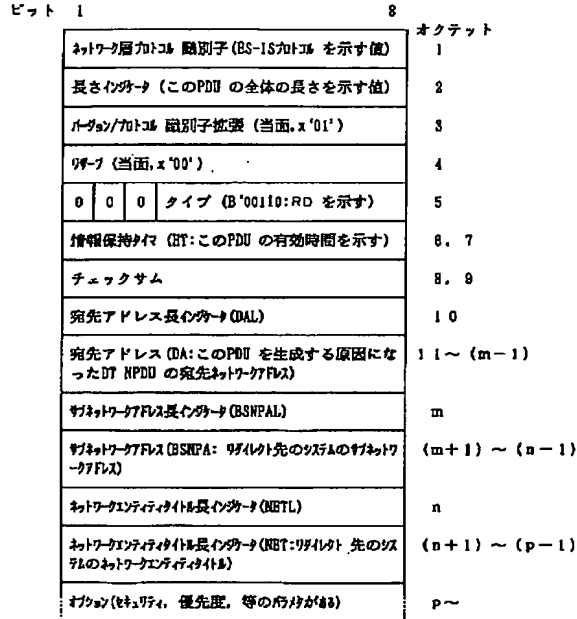 ビット 1 8
オクテット
ネットワーク層プロトコル 識別子(ES-ISプロトコル を示す値) 1
長さインジケータ (このPDU の全体の長さを示す値) 2
バージョン/プロトコル 識別子拡張 (当面,x'01') 3
リザーブ (当面,x'00') 4
0 0 0 タイプ (B'00110:RD を示す) 5
情報保持タイマ (HT:このPDU の有効時間を示す) 6, 7
チェックサム 8, 9
宛先アドレス長インジケータ(DAL) 10
宛先アドレス(DA:このPDU を生成する原因にな 11~(m-1)
ったDT NPDU の宛先ネットワークアドレス)
サブネットワークアドレス長インジケータ(BSNPAL) m
サブネットワークアドレス(BSNPA: リダイレクト先のシステムのサブネットワ (m+1)~(n-1)
ークアドレス)
ネットワークエンティティタイトル長インジケータ(NETL) n
ネットワークエンティティタイトル長インジケータ(NET:リダイレクト 先のシス (n+1)~(p-1)
テムのネットワークエンティティタイトル)
オプション(セキュリティ, 優先度, 等のパラメタがある) p~